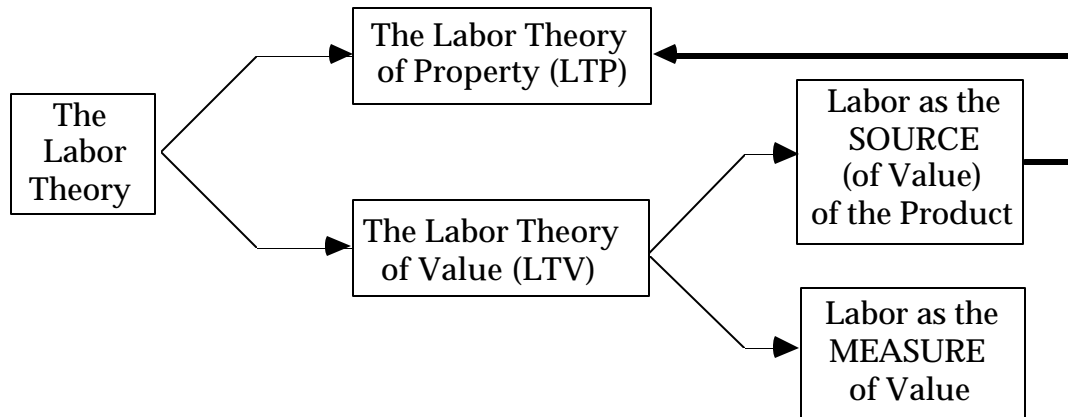 The Labor Theory
of Property (LTP)
The
Labor
Theory
Labor as the
SOURCE
(of Value)
of the Product
The Labor Theory
of Value (LTV)
Labor as the
MEASURE
of Value